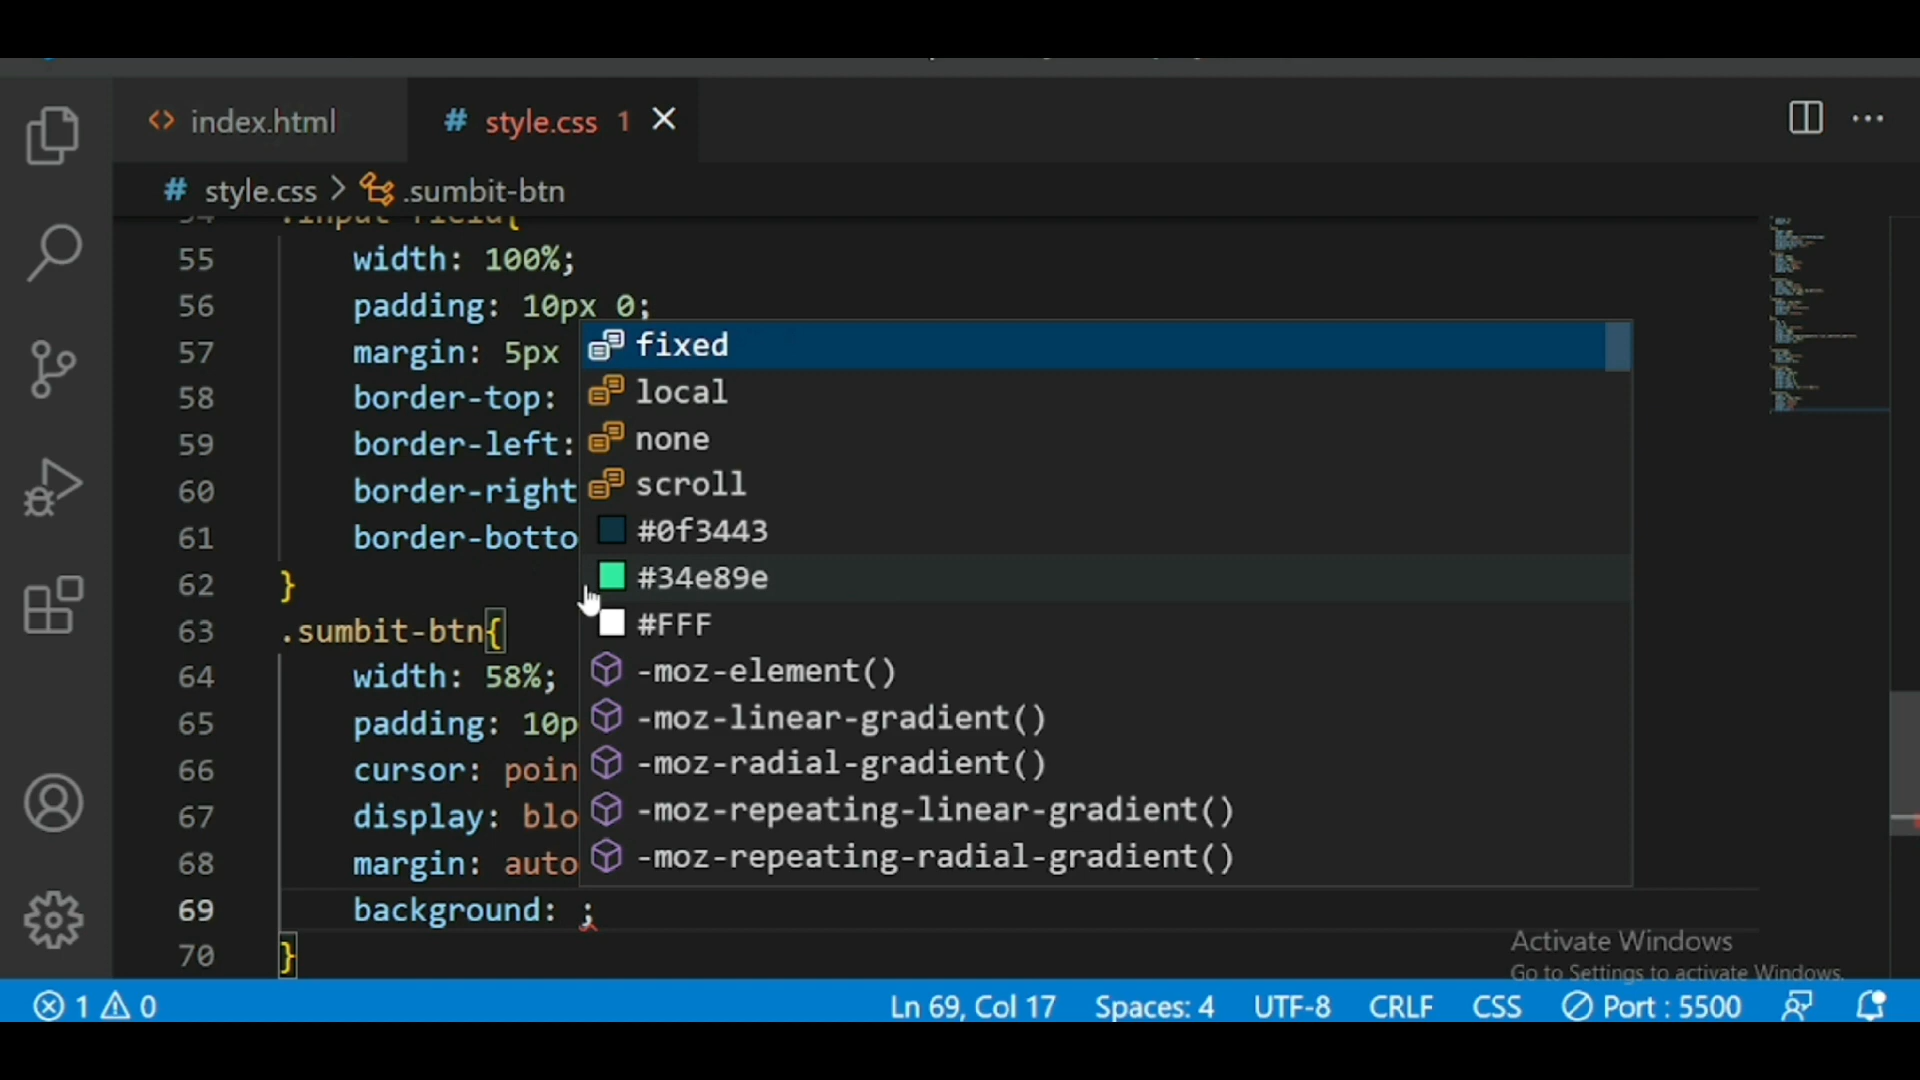 index.html
style.css 1
style.css > .sumbit-btn
55 width: 100%;
56 padding: 10px 0;
57 margin: 5px
58 border-top:
59 border-left:
60 border-right
61 border-botto
62 }
63 .sumbit-btn{
64 width: 58%;
65 padding: 10p
66 cursor: poin
67 display: blo
68 margin: auto
69 background: ;
70 }
fixed
local
none
scroll
#0f3443
#34e89e
#FFF
-moz-element()
-moz-linear-gradient()
-moz-radial-gradient()
-moz-repeating-linear-gradient()
-moz-repeating-radial-gradient()
Activate Windows
Go to Settings to activate Windows.
1 0 Ln 69, Col 17 Spaces: 4 UTF-8 CRLF CSS Port : 5500